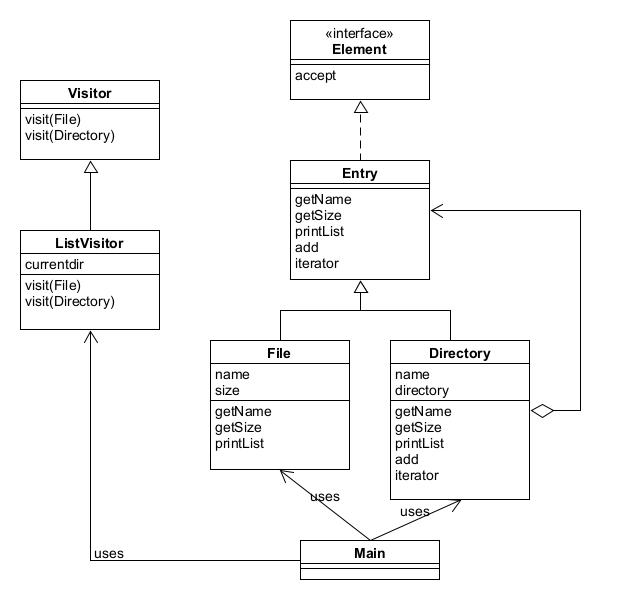 «interface»
Element
accept
Visitor
visit(File)
visit(Directory)
Entry
getName
getSize
printList
add
iterator
ListVisitor
currentdir
visit(File)
visit(Directory)
File
name
size
getName
getSize
printList
Directory
name
directory
getName
getSize
printList
add
iterator
uses
uses
uses
Main